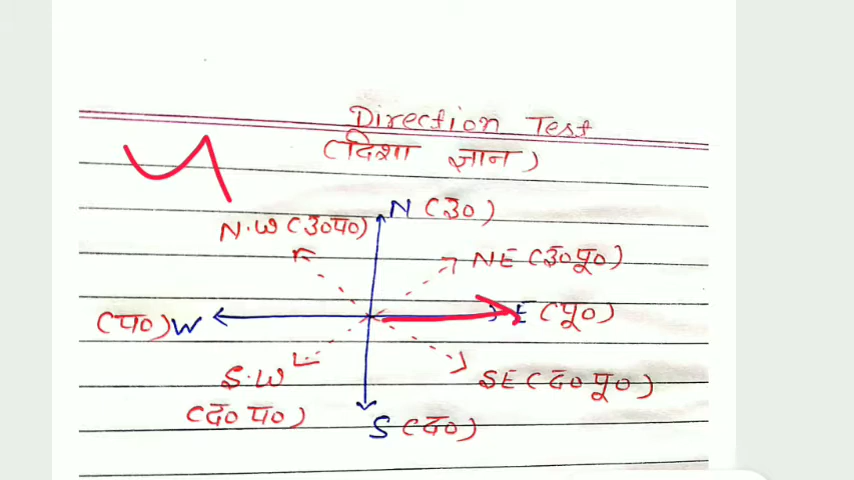 Direction Test
(दिशा ज्ञान)
N (उ०)
N.W (उ०प०)
NE (उ०पू०)
(प०) W
E (पू०)
S.W
(द०प०)
SE (द०पू०)
S (द०)